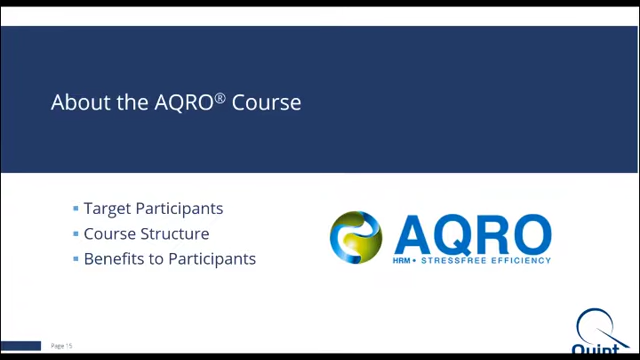 About the AQRO® Course
Target Participants
Course Structure
Benefits to Participants
AQRO
HRM • STRESSFREE EFFICIENCY
Page 15
Quint